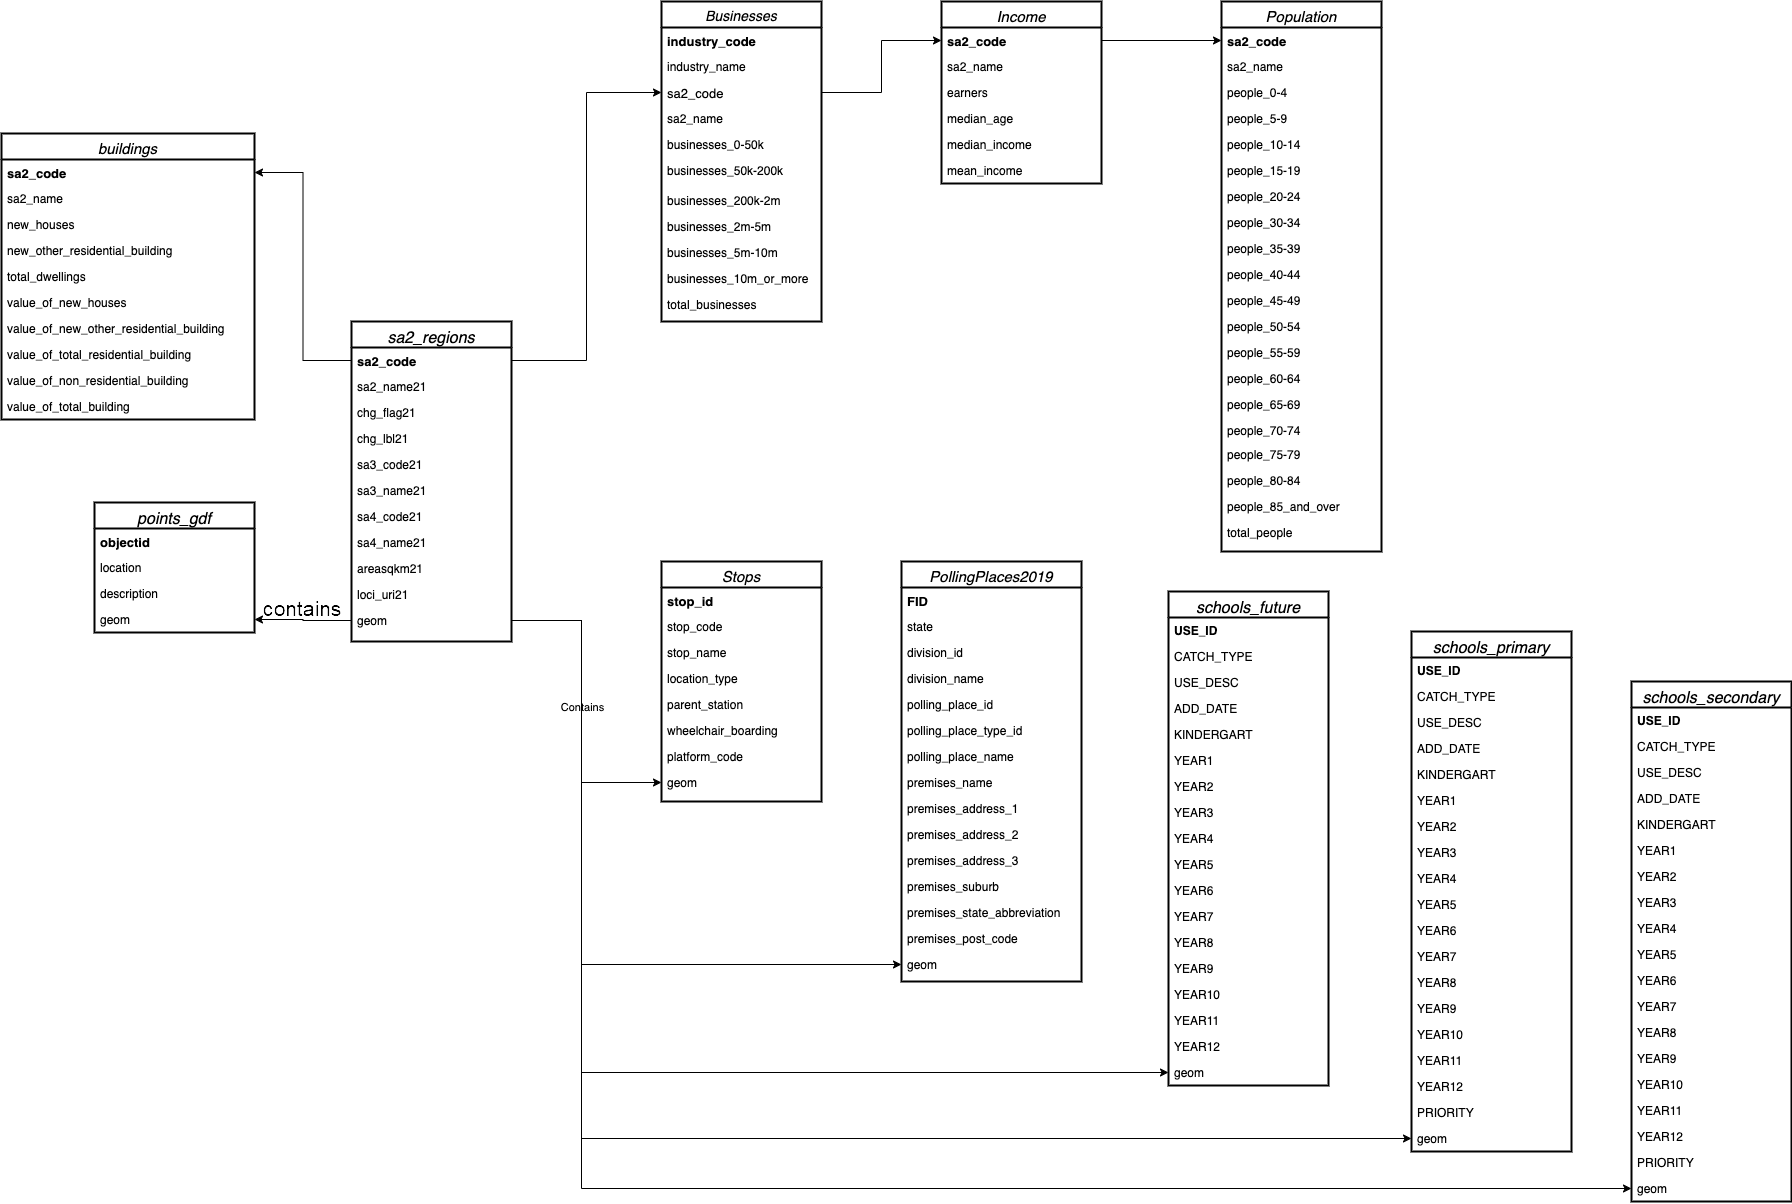 Businesses
industry_code
industry_name
sa2_code
sa2_name
businesses_0-50k
businesses_50k-200k
businesses_200k-2m
businesses_2m-5m
businesses_5m-10m
businesses_10m_or_more
total_businesses
Income
sa2_code
sa2_name
earners
median_age
median_income
mean_income
Population
sa2_code
sa2_name
people_0-4
people_5-9
people_10-14
people_15-19
people_20-24
people_30-34
people_35-39
people_40-44
people_45-49
people_50-54
people_55-59
people_60-64
people_65-69
people_70-74
people_75-79
people_80-84
people_85_and_over
total_people
buildings
sa2_code
sa2_name
new_houses
new_other_residential_building
total_dwellings
value_of_new_houses
value_of_new_other_residential_building
value_of_total_residential_building
value_of_non_residential_building
value_of_total_building
sa2_regions
sa2_code
sa2_name21
chg_flag21
chg_lbl21
sa3_code21
sa3_name21
sa4_code21
sa4_name21
areasqkm21
loci_uri21
geom
points_gdf
objectid
location
description
geom
contains
Contains
Stops
stop_id
stop_code
stop_name
location_type
parent_station
wheelchair_boarding
platform_code
geom
PollingPlaces2019
FID
state
division_id
division_name
polling_place_id
polling_place_type_id
polling_place_name
premises_name
premises_address_1
premises_address_2
premises_address_3
premises_suburb
premises_state_abbreviation
premises_post_code
geom
schools_future
USE_ID
CATCH_TYPE
USE_DESC
ADD_DATE
KINDERGART
YEAR1
YEAR2
YEAR3
YEAR4
YEAR5
YEAR6
YEAR7
YEAR8
YEAR9
YEAR10
YEAR11
YEAR12
geom
schools_primary
USE_ID
CATCH_TYPE
USE_DESC
ADD_DATE
KINDERGART
YEAR1
YEAR2
YEAR3
YEAR4
YEAR5
YEAR6
YEAR7
YEAR8
YEAR9
YEAR10
YEAR11
YEAR12
PRIORITY
geom
schools_secondary
USE_ID
CATCH_TYPE
USE_DESC
ADD_DATE
KINDERGART
YEAR1
YEAR2
YEAR3
YEAR4
YEAR5
YEAR6
YEAR7
YEAR8
YEAR9
YEAR10
YEAR11
YEAR12
PRIORITY
geom